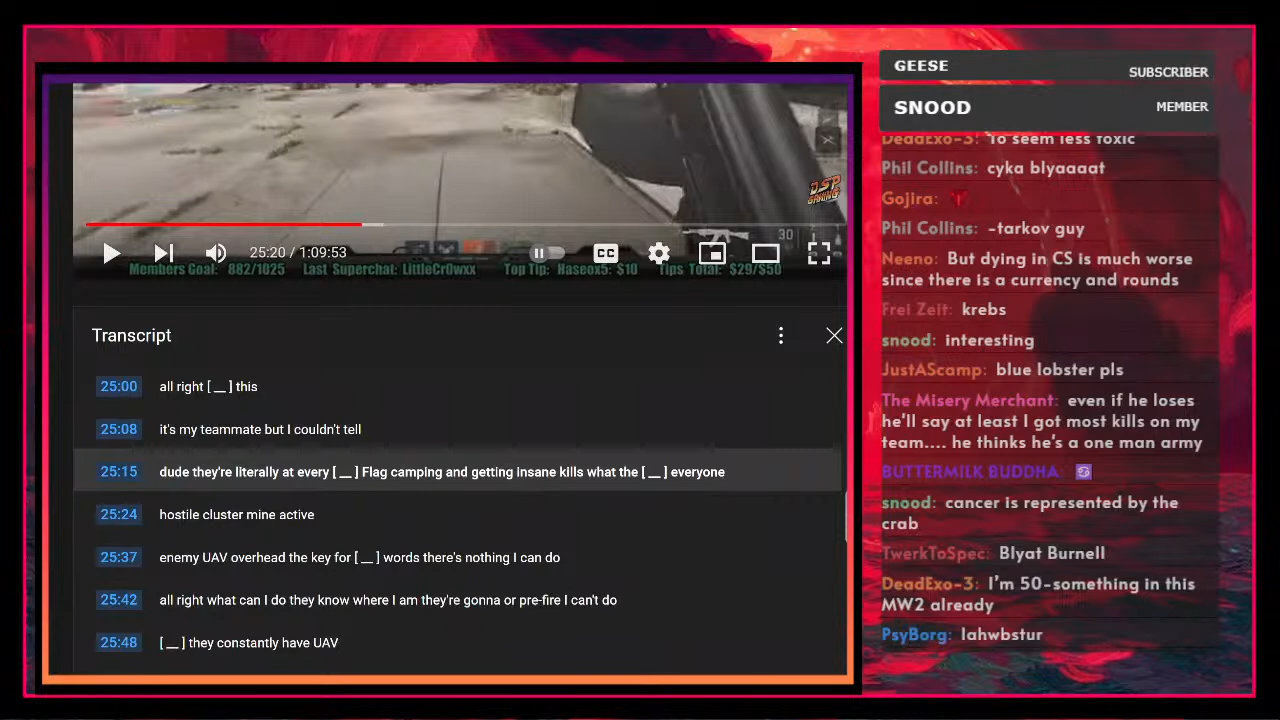 DSP
GAMING
30
25:20 / 1:09:53
CC
Members Goal: 882/1025 Last Superchat: LittleCr0wxx Top Tip: Haseox5: $10 Tips Total: $29/$50
Transcript
25:00 all right [ __ ] this
25:08 it's my teammate but I couldn't tell
25:15 dude they're literally at every [ __ ] Flag camping and getting insane kills what the [ __ ] everyone
25:24 hostile cluster mine active
25:37 enemy UAV overhead the key for [ __ ] words there's nothing I can do
25:42 all right what can I do they know where I am they're gonna or pre-fire I can't do
25:48 [ __ ] they constantly have UAV
GEESE SUBSCRIBER
SNOOD MEMBER
DeadExo-3: To seem less toxic
Phil Collins: cyka blyaaaat
Gojira:
Phil Collins: -tarkov guy
Neeno: But dying in CS is much worse
since there is a currency and rounds
Frei Zeit: krebs
snood: interesting
JustAScamp: blue lobster pls
The Misery Merchant: even if he loses
he'll say at least I got most kills on my
team.... he thinks he's a one man army
BUTTERMILK BUDDHA: ♋
snood: cancer is represented by the
crab
TwerkToSpec: Blyat Burnell
DeadExo-3: I'm 50-something in this
MW2 already
PsyBorg: lahwbstur